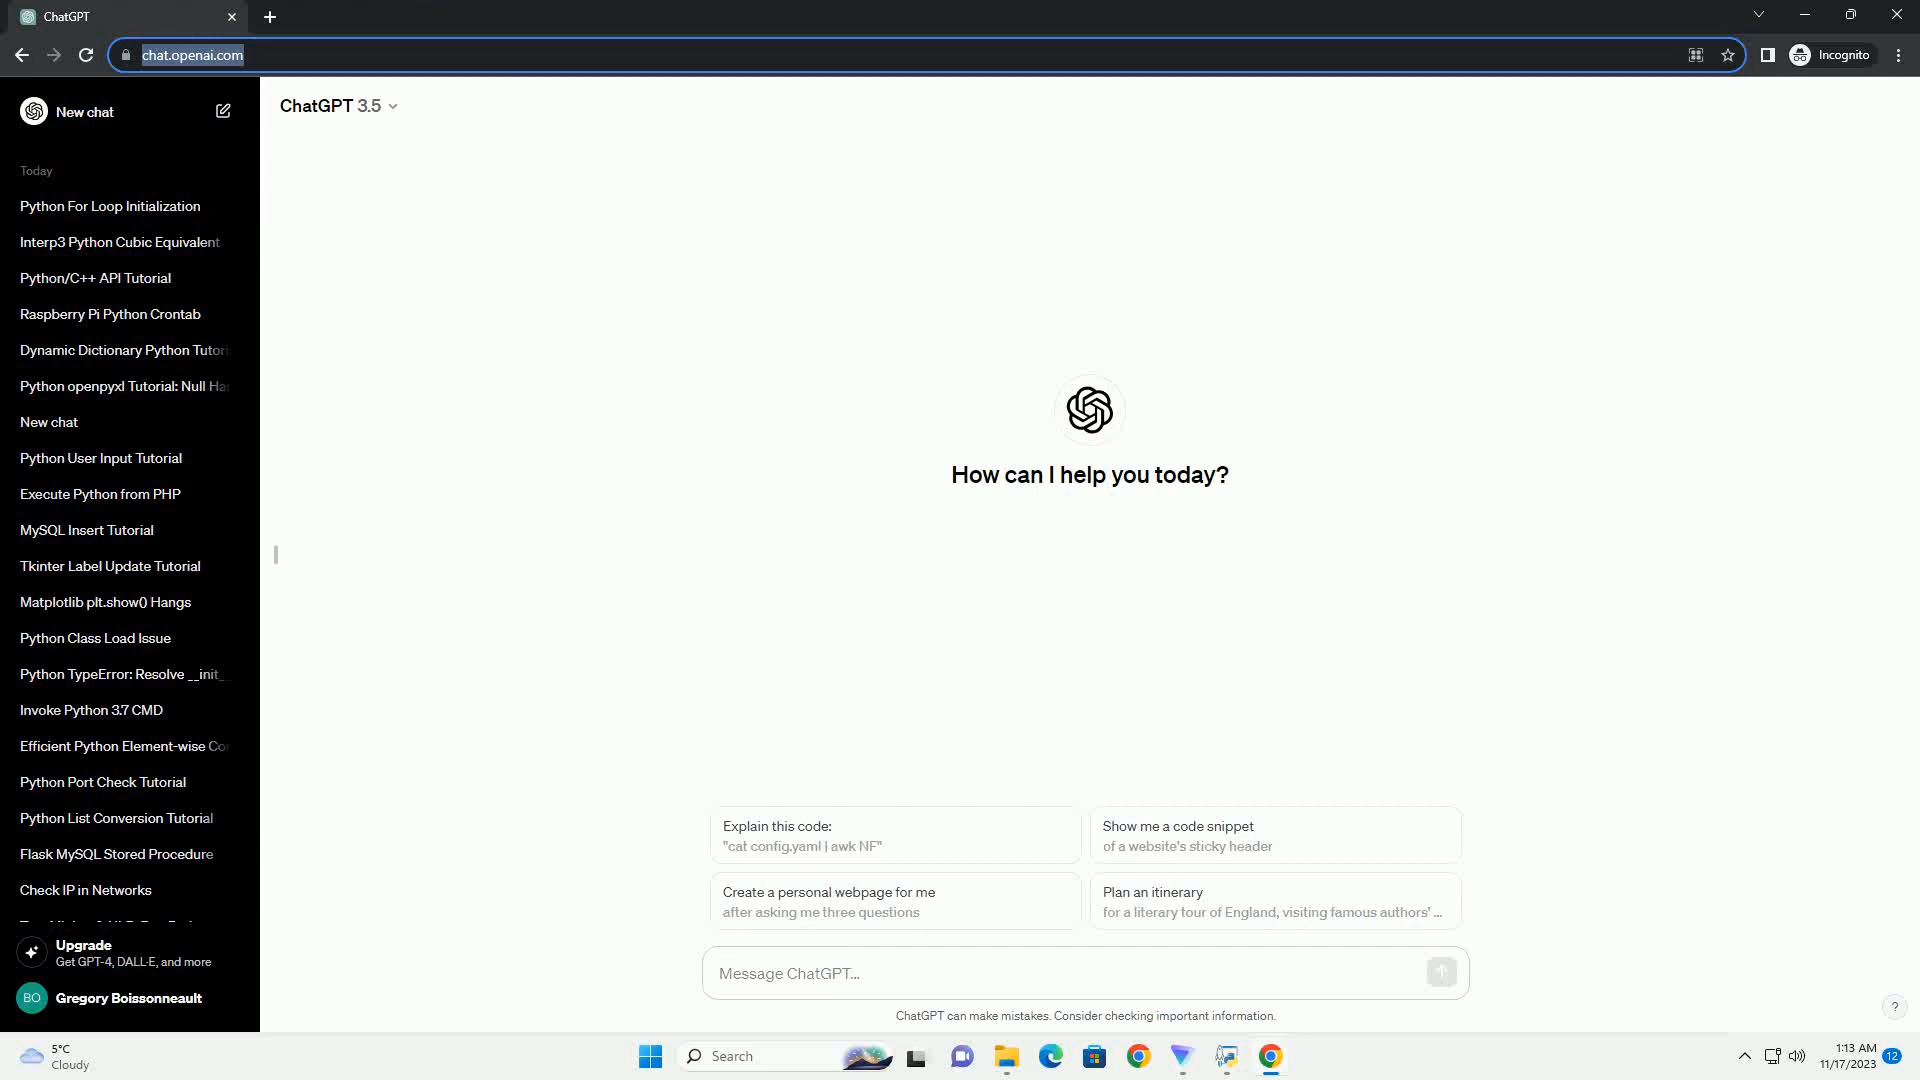 ChatGPT
chat.openai.com
Incognito
New chat
Today
Python For Loop Initialization
Interp3 Python Cubic Equivalent
Python/C++ API Tutorial
Raspberry Pi Python Crontab
Dynamic Dictionary Python Tutori
Python openpyxl Tutorial: Null Ha
New chat
Python User Input Tutorial
Execute Python from PHP
MySQL Insert Tutorial
Tkinter Label Update Tutorial
Matplotlib plt.show() Hangs
Python Class Load Issue
Python TypeError: Resolve __init_
Invoke Python 3.7 CMD
Efficient Python Element-wise Co
Python Port Check Tutorial
Python List Conversion Tutorial
Flask MySQL Stored Procedure
Check IP in Networks
Upgrade
Get GPT-4, DALL·E, and more
BO
Gregory Boissonneault
ChatGPT 3.5
How can I help you today?
Explain this code:
"cat config.yaml | awk NF"
Show me a code snippet
of a website's sticky header
Create a personal webpage for me
after asking me three questions
Plan an itinerary
for a literary tour of England, visiting famous authors' ...
Message ChatGPT...
ChatGPT can make mistakes. Consider checking important information.
?
5°C
Cloudy
Search
1:13 AM
11/17/2023
12